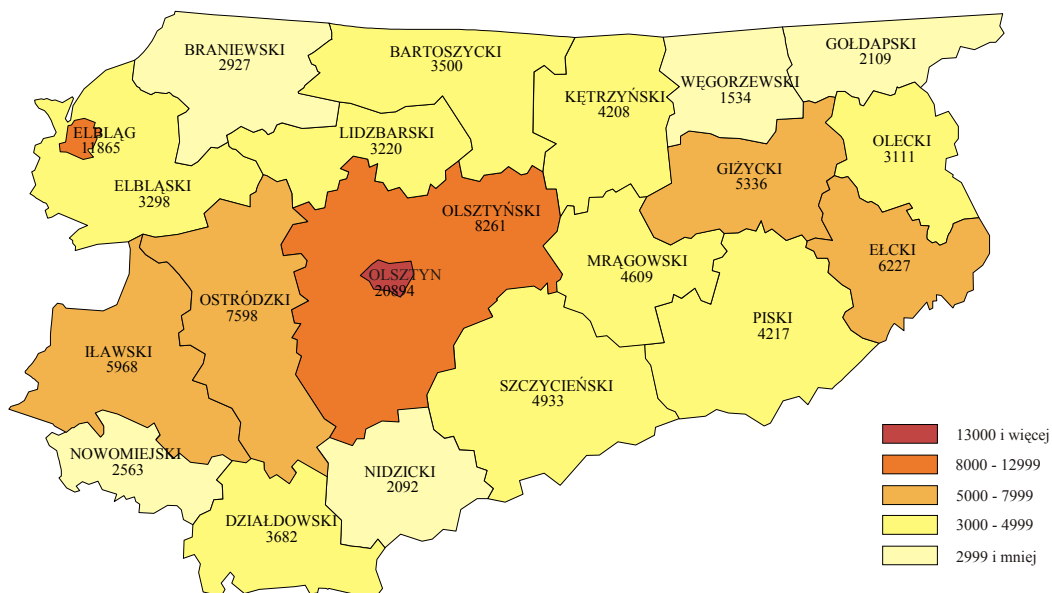 BRANIEWSKI
2927
BARTOSZYCKI
3500
GOŁDAPSKI
2109
WĘGORZEWSKI
1534
KĘTRZYŃSKI
4208
ELBLĄG
11865
LIDZBARSKI
3220
OLECKI
3111
GIŻYCKI
5336
ELBLĄSKI
3298
OLSZTYŃSKI
8261
EŁCKI
6227
MRĄGOWSKI
4609
OLSZTYN
20894
OSTRÓDZKI
7598
PISKI
4217
IŁAWSKI
5968
SZCZYCIEŃSKI
4933
NOWOMIEJSKI
2563
NIDZICKI
2092
DZIAŁDOWSKI
3682
13000 i więcej
8000 - 12999
5000 - 7999
3000 - 4999
2999 i mniej